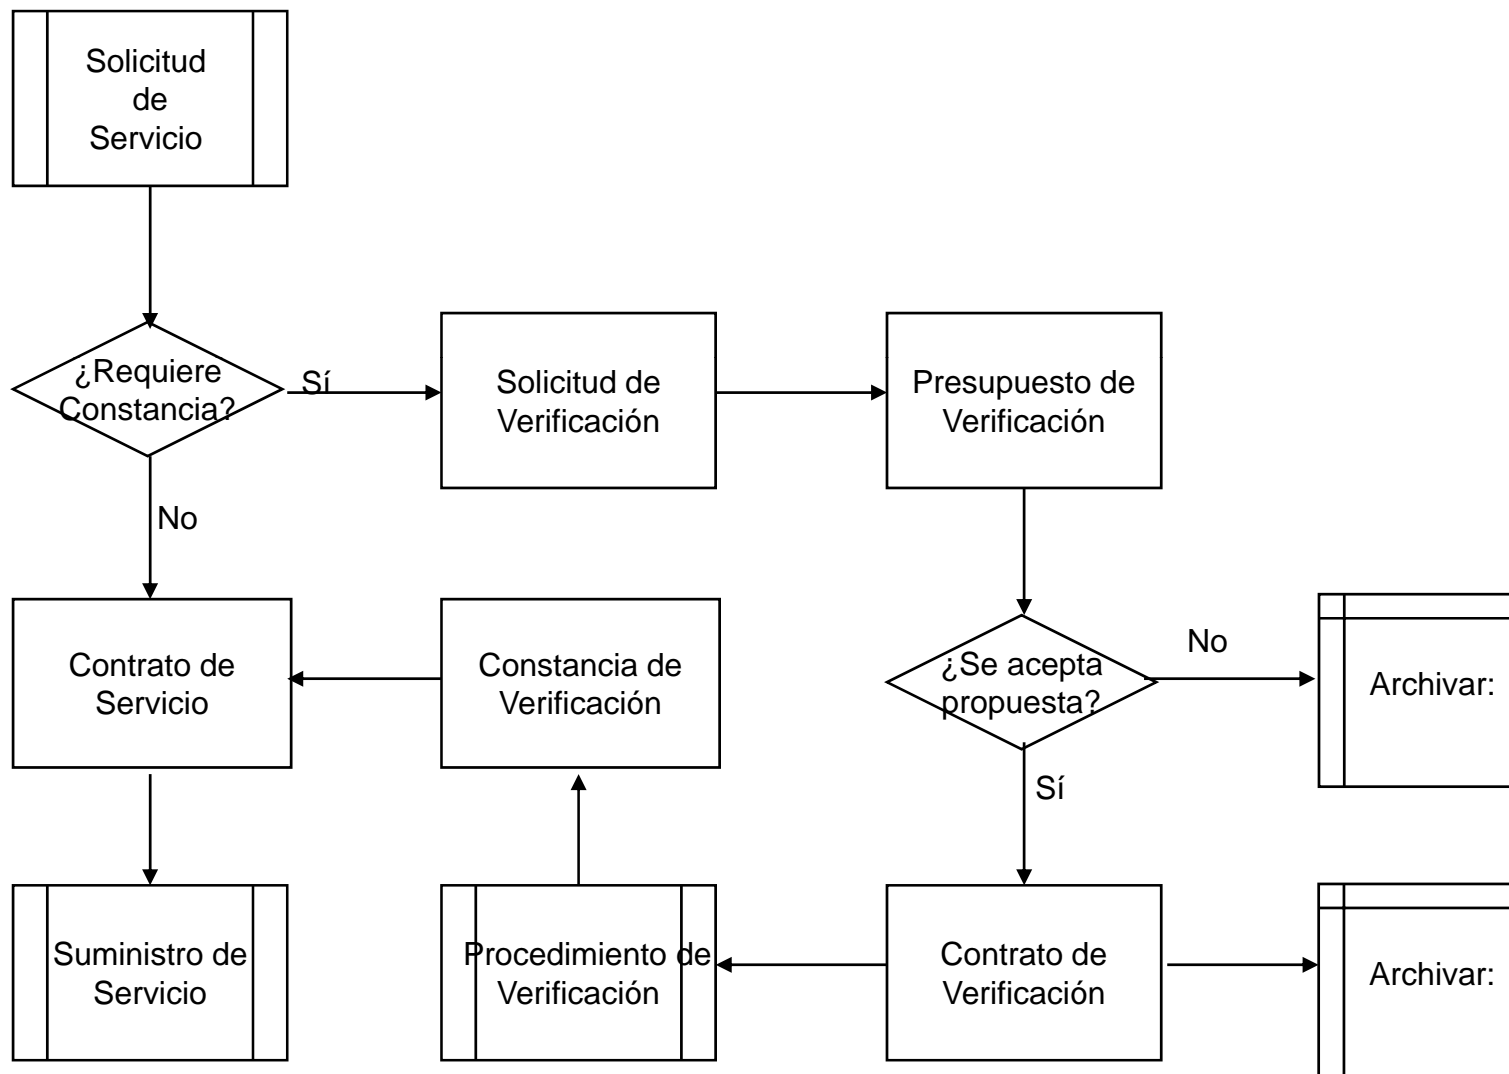 Solicitud
de
Servicio
¿Requiere
Constancia?
Sí
Solicitud de
Verificación
Presupuesto de
Verificación
No
Contrato de
Servicio
Constancia de
Verificación
¿Se acepta
propuesta?
No
Archivar:
Sí
Suministro de
Servicio
Procedimiento de
Verificación
Contrato de
Verificación
Archivar: